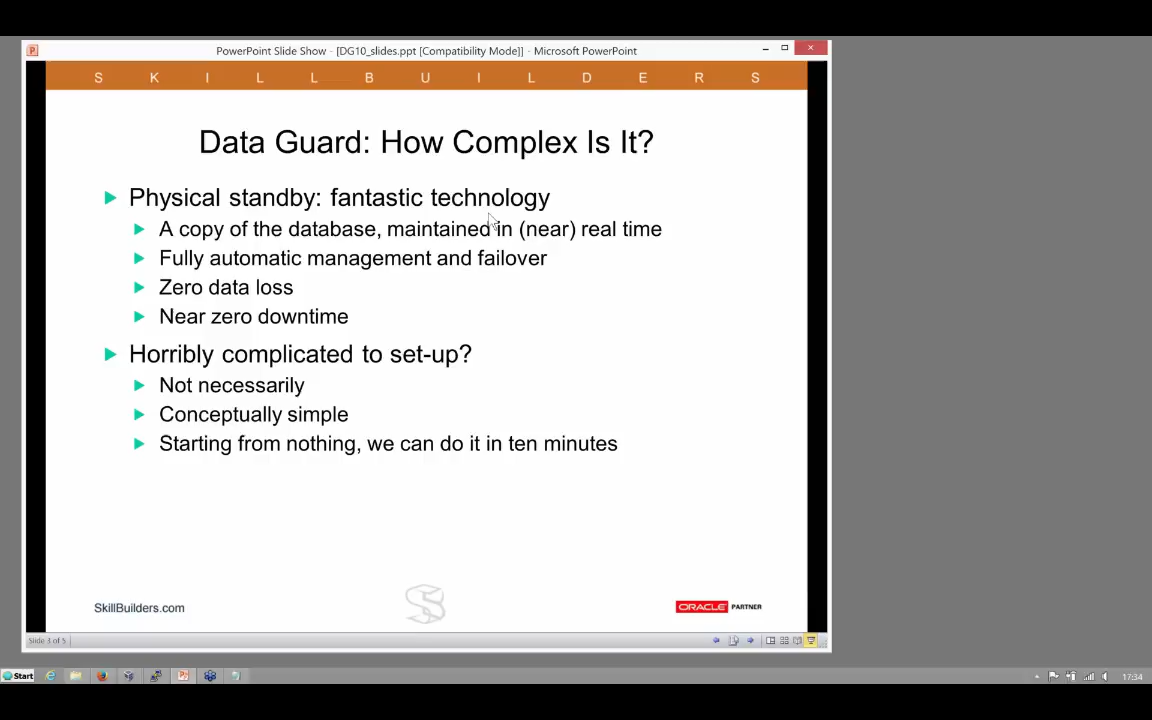 PowerPoint Slide Show - [DG10_slides.ppt [Compatibility Mode]] - Microsoft PowerPoint
S K I L L B U I L D E R S
Data Guard: How Complex Is It?
Physical standby: fantastic technology
A copy of the database, maintained in (near) real time
Fully automatic management and failover
Zero data loss
Near zero downtime
Horribly complicated to set-up?
Not necessarily
Conceptually simple
Starting from nothing, we can do it in ten minutes
SkillBuilders.com
ORACLE PARTNER
Slide 3 of 5
Start
17:34